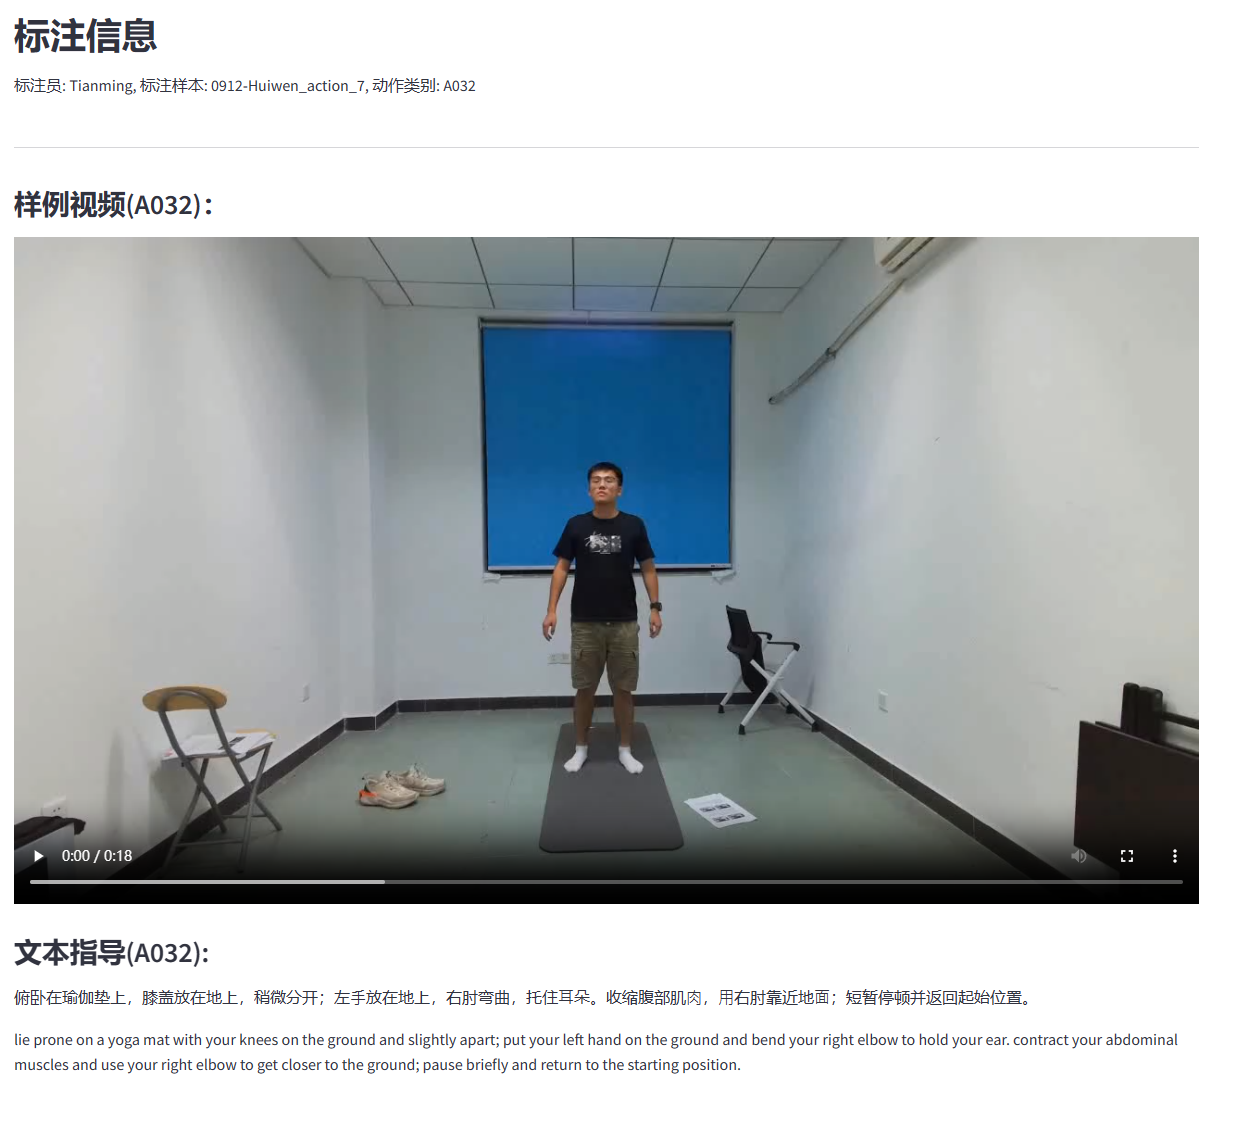 标注信息
标注员: Tianming, 标注样本: 0912-Huiwen_action_7, 动作类别: A032
样例视频(A032)：
0:00 / 0:18
文本指导(A032):
俯卧在瑜伽垫上，膝盖放在地上，稍微分开；左手放在地上，右肘弯曲，托住耳朵。收缩腹部肌肉，用右肘靠近地面；短暂停顿并返回起始位置。
lie prone on a yoga mat with your knees on the ground and slightly apart; put your left hand on the ground and bend your right elbow to hold your ear. contract your abdominal
muscles and use your right elbow to get closer to the ground; pause briefly and return to the starting position.